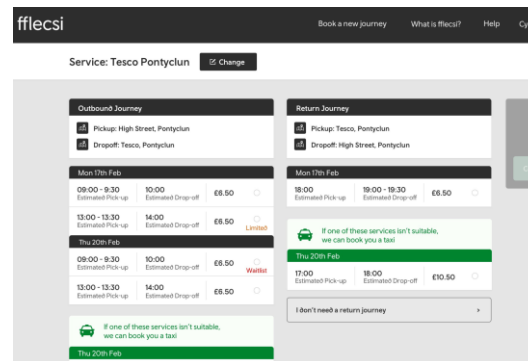 fflecsi
Book a new journey
What is fflecsi?
Help
Cy
Service: Tesco Pontyclun
Change
Outbound Journey
Pickup: High Street, Pontyclun
Dropoff: Tesco, Pontyclun
Mon 17th Feb
09:00 - 9:30 10:00 £6.50
Estimated Pick-up Estimated Drop-off
13:00 - 13:30 14:00 £6.50
Estimated Pick-up Estimated Drop-off Limited
Thu 20th Feb
09:00 - 9:30 10:00 £6.50
Estimated Pick-up Estimated Drop-off Waitlist
13:00 - 13:30 14:00 £6.50
Estimated Pick-up Estimated Drop-off
If one of these services isn't suitable,
we can book you a taxi
Thu 20th Feb
Return Journey
Pickup: Tesco, Pontyclun
Dropoff: High Street, Pontyclun
Mon 17th Feb
18:00 19:00 - 19:30 £6.50
Estimated Pick-up Estimated Drop-off
If one of these services isn't suitable,
we can book you a taxi
Thu 20th Feb
17:00 18:00 £10.50
Estimated Pick-up Estimated Drop-off
I don't need a return journey >